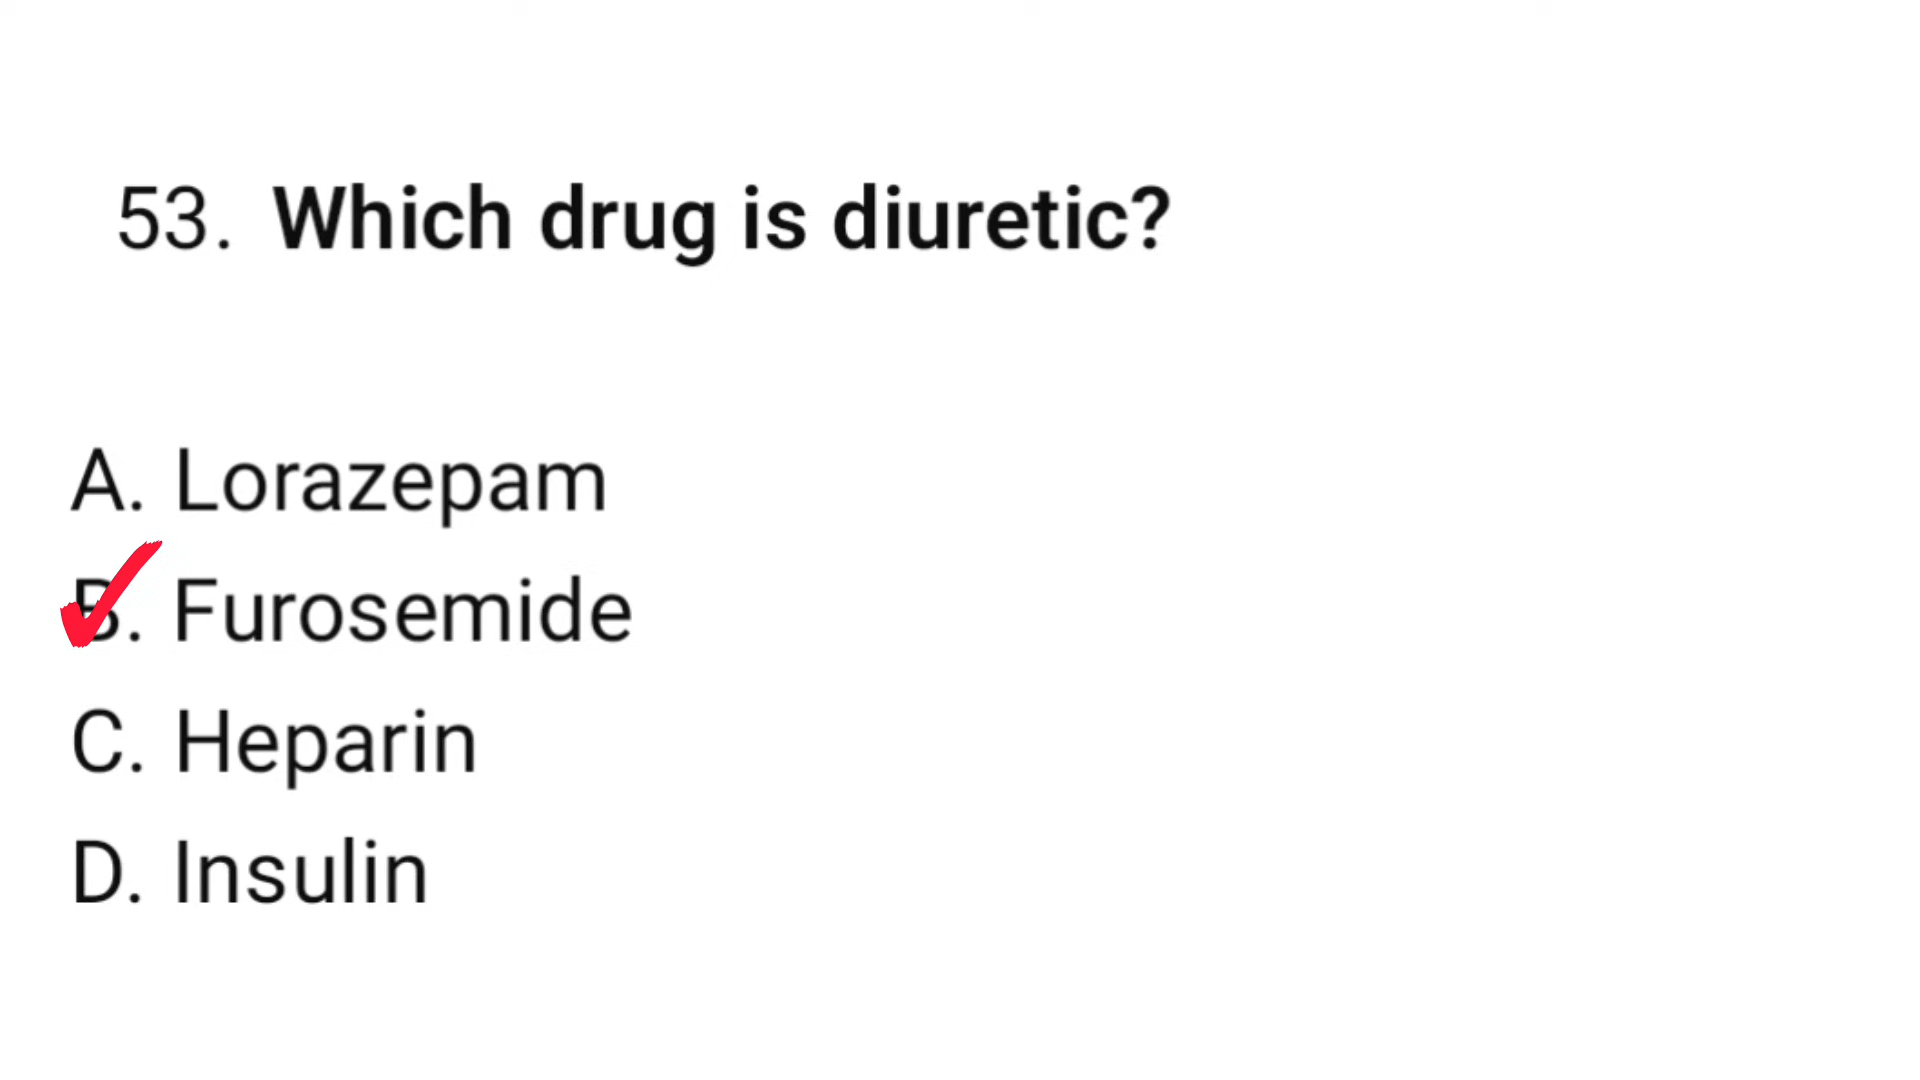 53. Which drug is diuretic?
A. Lorazepam
B. Furosemide
C. Heparin
D. Insulin